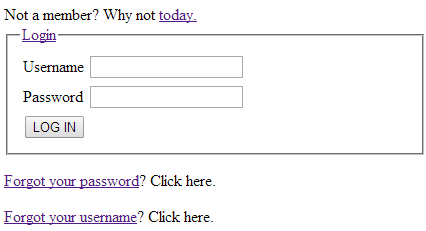 Not a member? Why not today.
Login
Username
Password
LOG IN
Forgot your password? Click here.
Forgot your username? Click here.